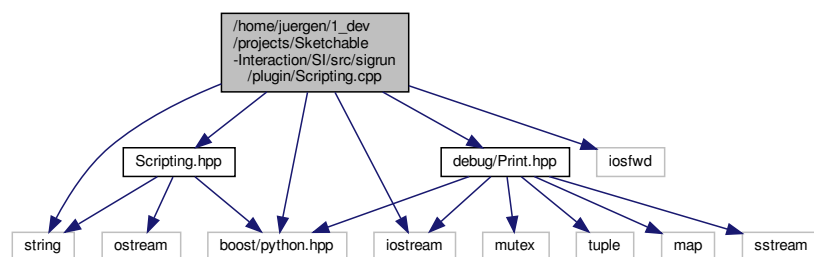 /home/juergen/1_dev
/projects/Sketchable
-Interaction/SI/src/sigrun
/plugin/Scripting.cpp
Scripting.hpp
debug/Print.hpp
iosfwd
string
ostream
boost/python.hpp
iostream
mutex
tuple
map
sstream